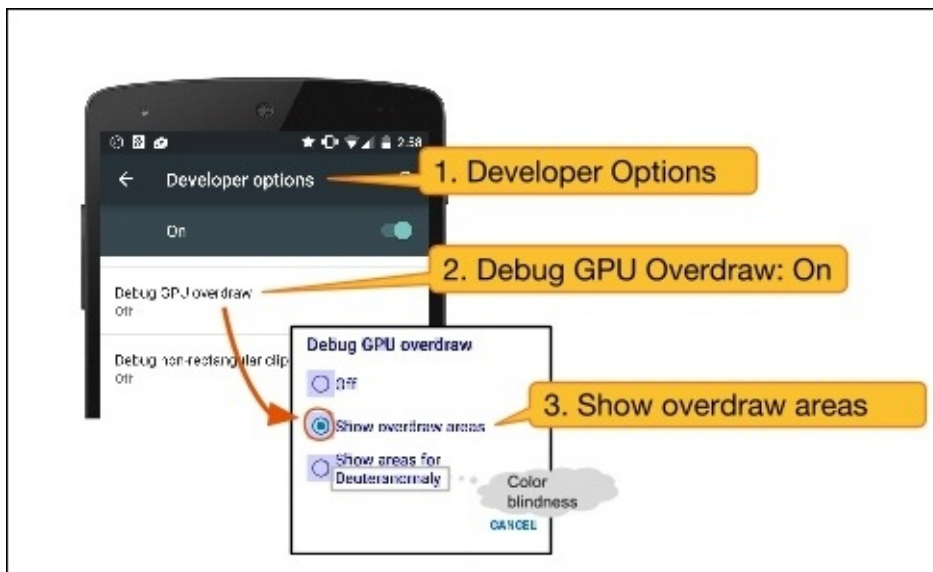 2:58
Developer options
1. Developer Options
On
2. Debug GPU Overdraw: On
Debug GPU overdraw
Off
Debug non-rectangular clip
Off
Debug GPU overdraw
Off
3. Show overdraw areas
Show overdraw areas
Show areas for
Deuteranomaly
Color
blindness
CANCEL